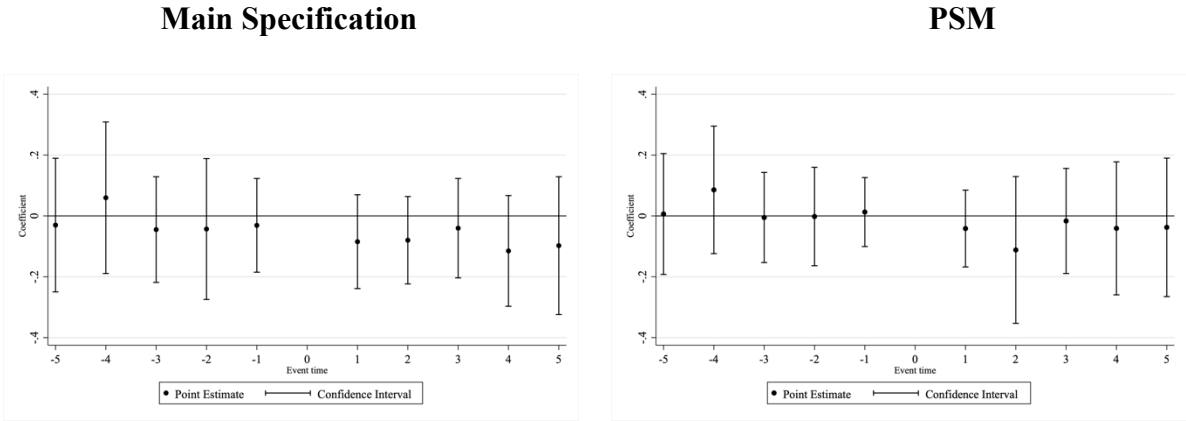 Main Specification
PSM
.4
.2
0
-.2
-.4
Coefficient
-5 -4 -3 -2 -1 0 1 2 3 4 5
Event time
Point Estimate Confidence Interval
.4
.2
0
-.2
-.4
Coefficient
-5 -4 -3 -2 -1 0 1 2 3 4 5
Event time
Point Estimate Confidence Interval